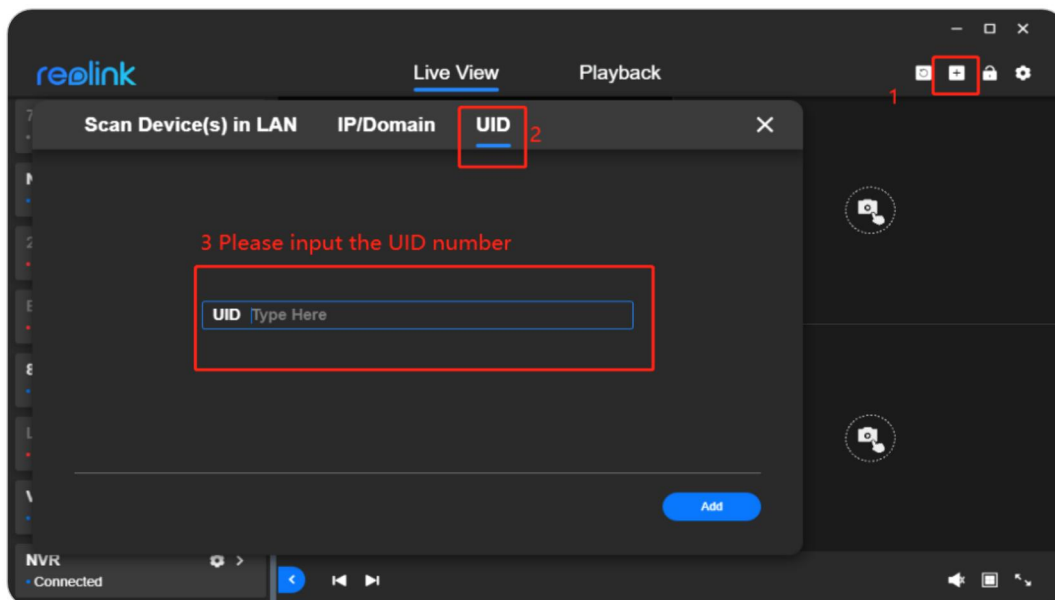 reolink
Live View
Playback
1
Scan Device(s) in LAN
IP/Domain
UID
2
3 Please input the UID number
UID Type Here
Add
NVR
Connected